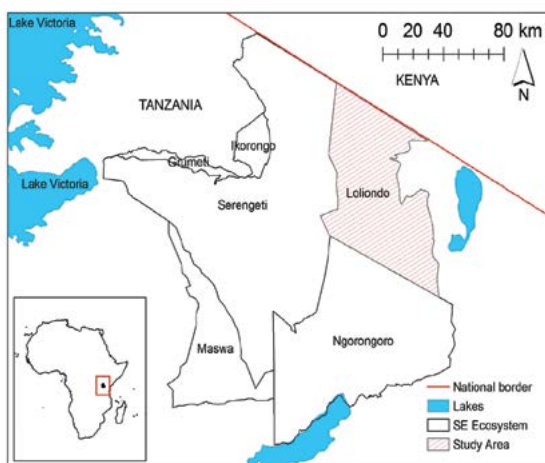 Lake Victoria
0 20 40 60 80 km
KENYA
N
TANZANIA
Ikorongo
Grumeti
Lake Victoria
Loliondo
Serengeti
Maswa
Ngorongoro
National border
Lakes
SE Ecosystem
Study Area